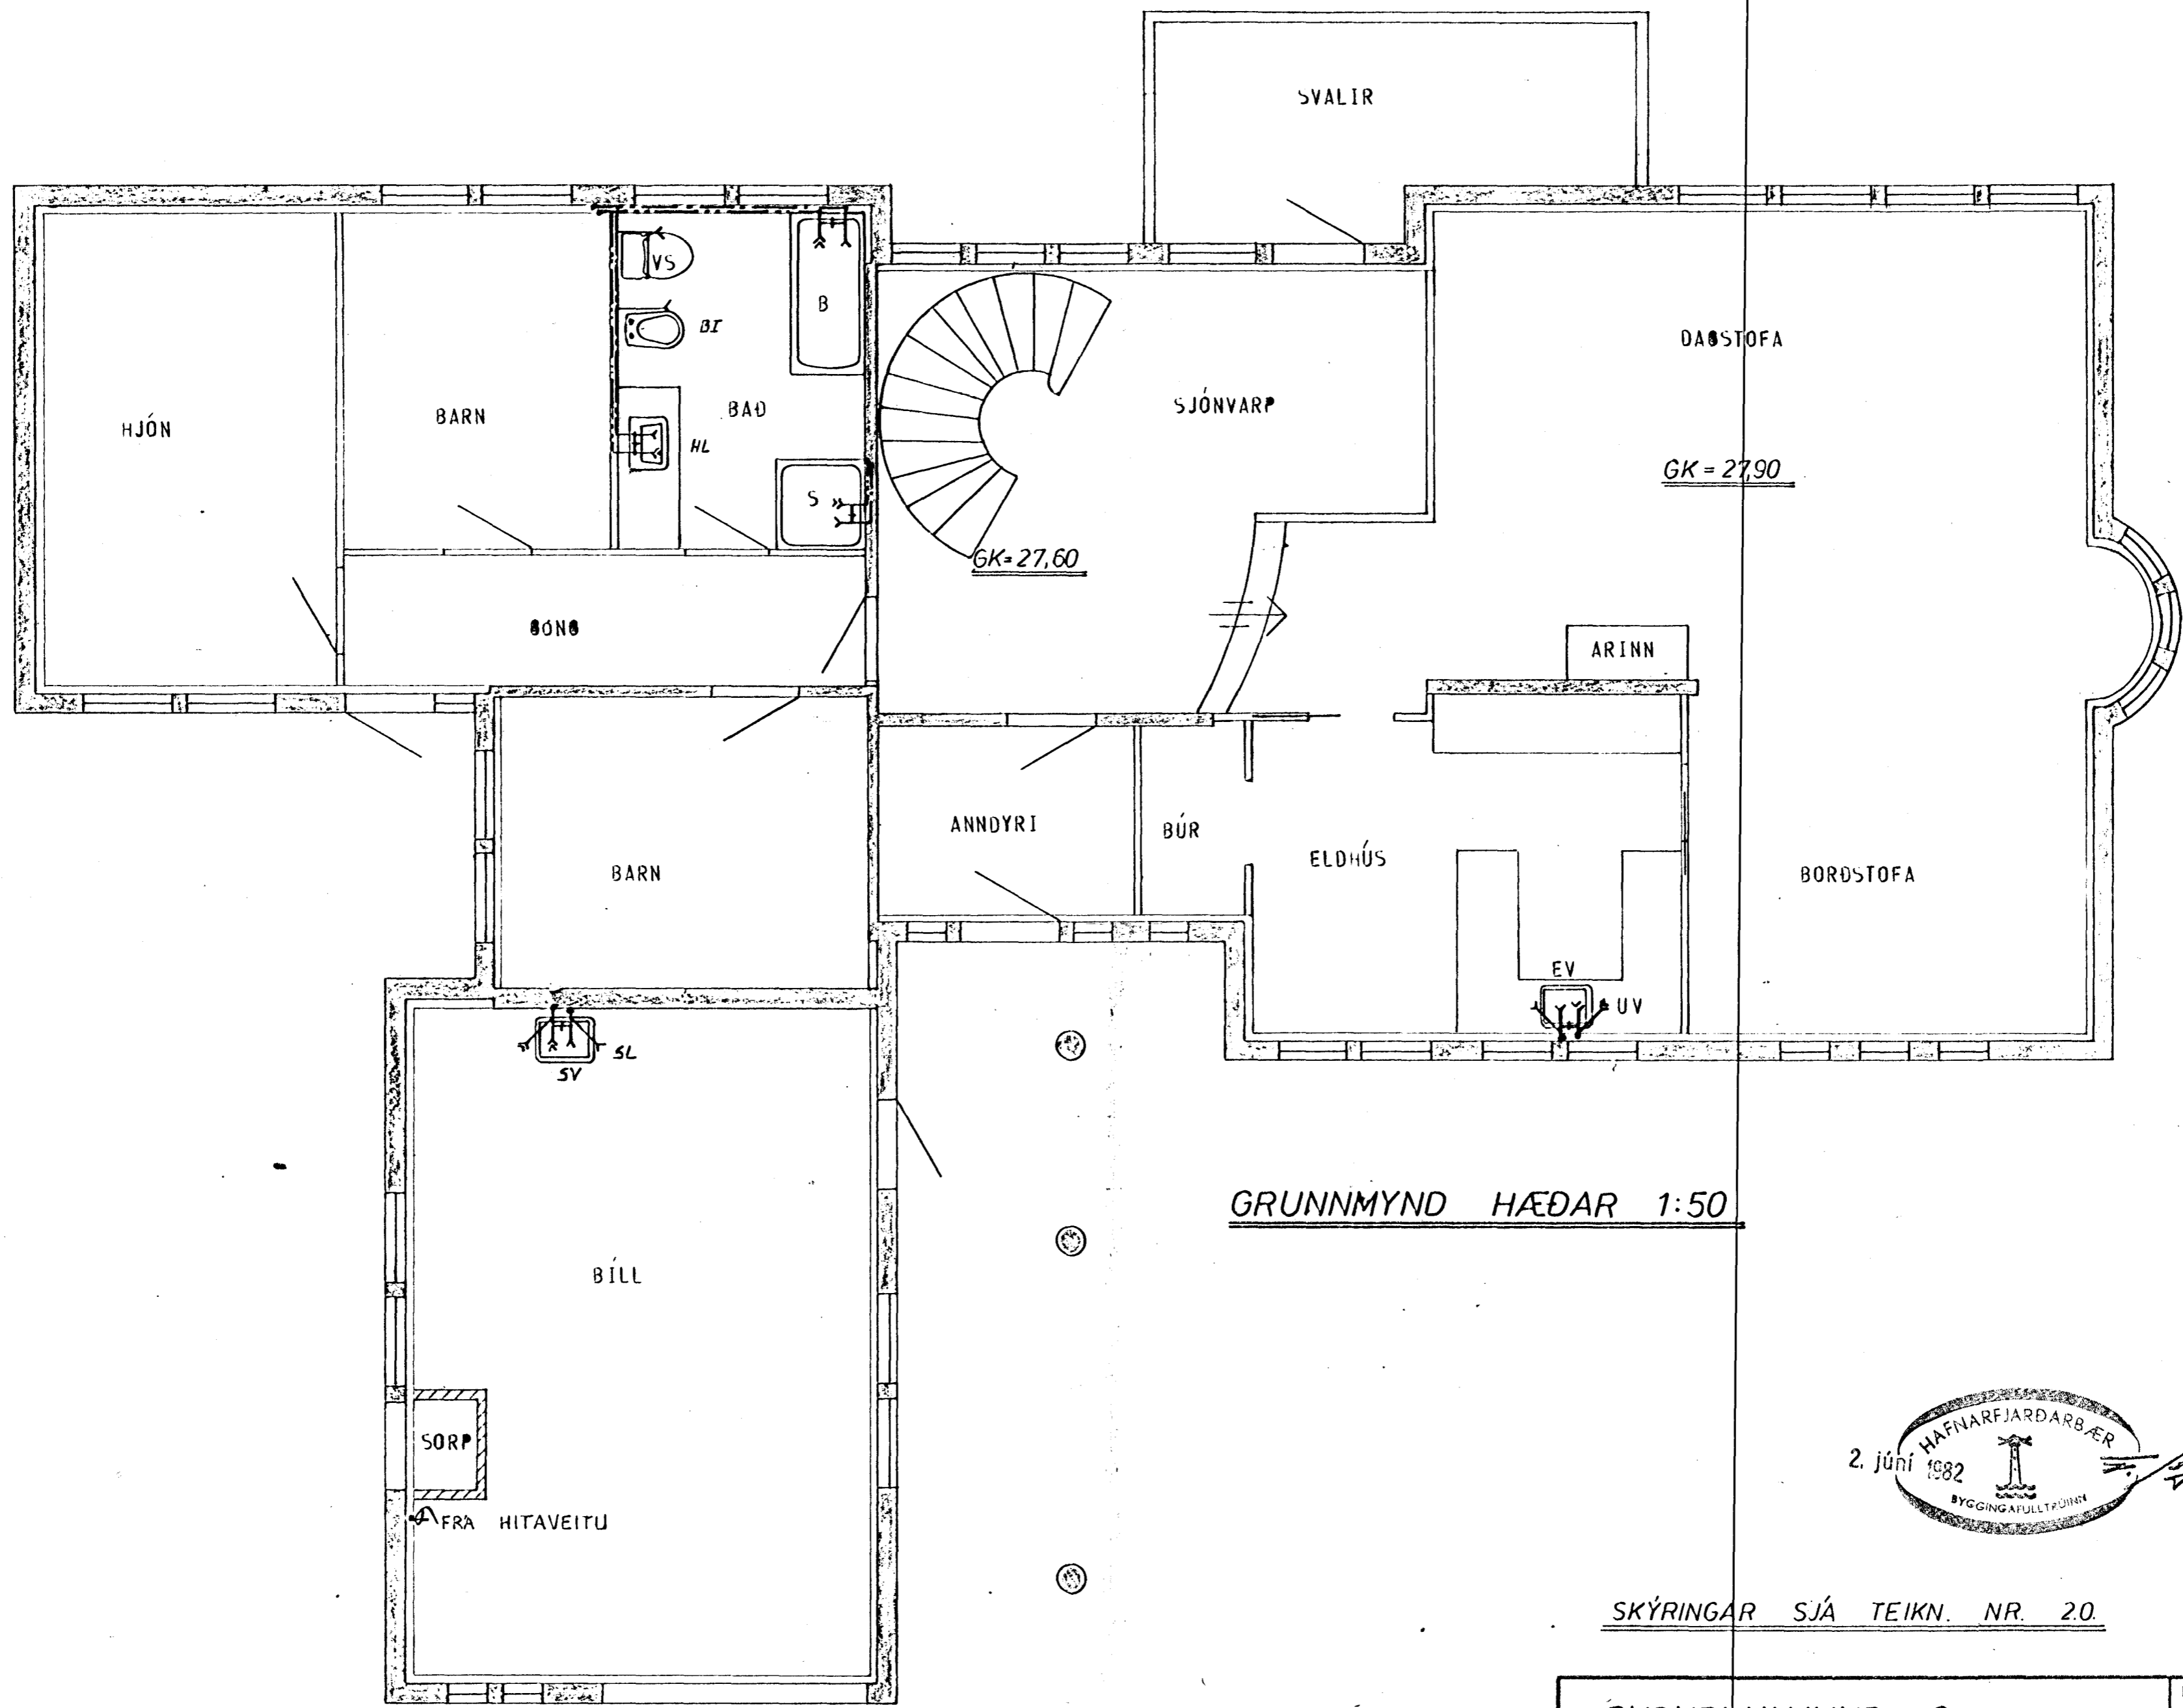 SVALIR
VS
B
BI
DAGSTOFA
SJÓNVARP
BAÐ
BARN
HJÓN
HL
GK = 27,90
S
GK = 27,60
GÖNG
ARINN
ANNDYRI
BÚR
ELDHÚS
BARN
BORÐSTOFA
EV
UV
SL
SV
GRUNNMYND HÆÐAR 1:50
BÍLL
SORP
HAFNARFJARÐARBÆR
2. júní 1982
BYGGINGAFULLTRÚINN
FRÁ HITAVEITU
SKÝRINGAR SJÁ TEIKN. NR. 2.0.